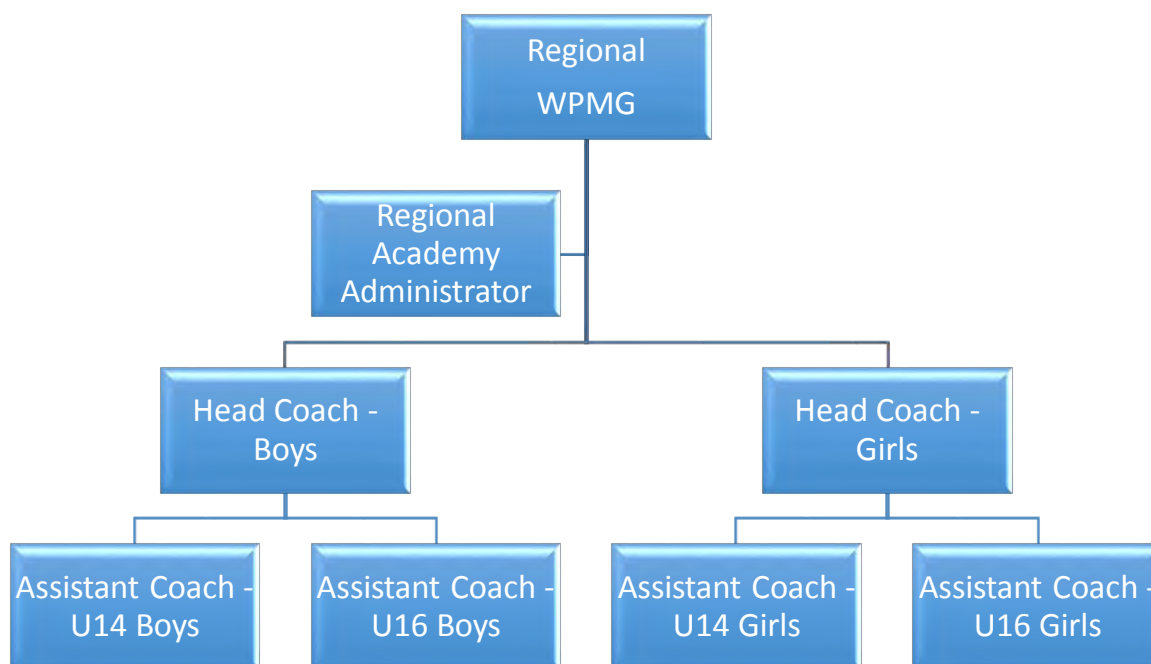 Regional
WPMG
Regional
Academy
Administrator
Head Coach -
Boys
Head Coach -
Girls
Assistant Coach -
U14 Boys
Assistant Coach -
U16 Boys
Assistant Coach -
U14 Girls
Assistant Coach -
U16 Girls